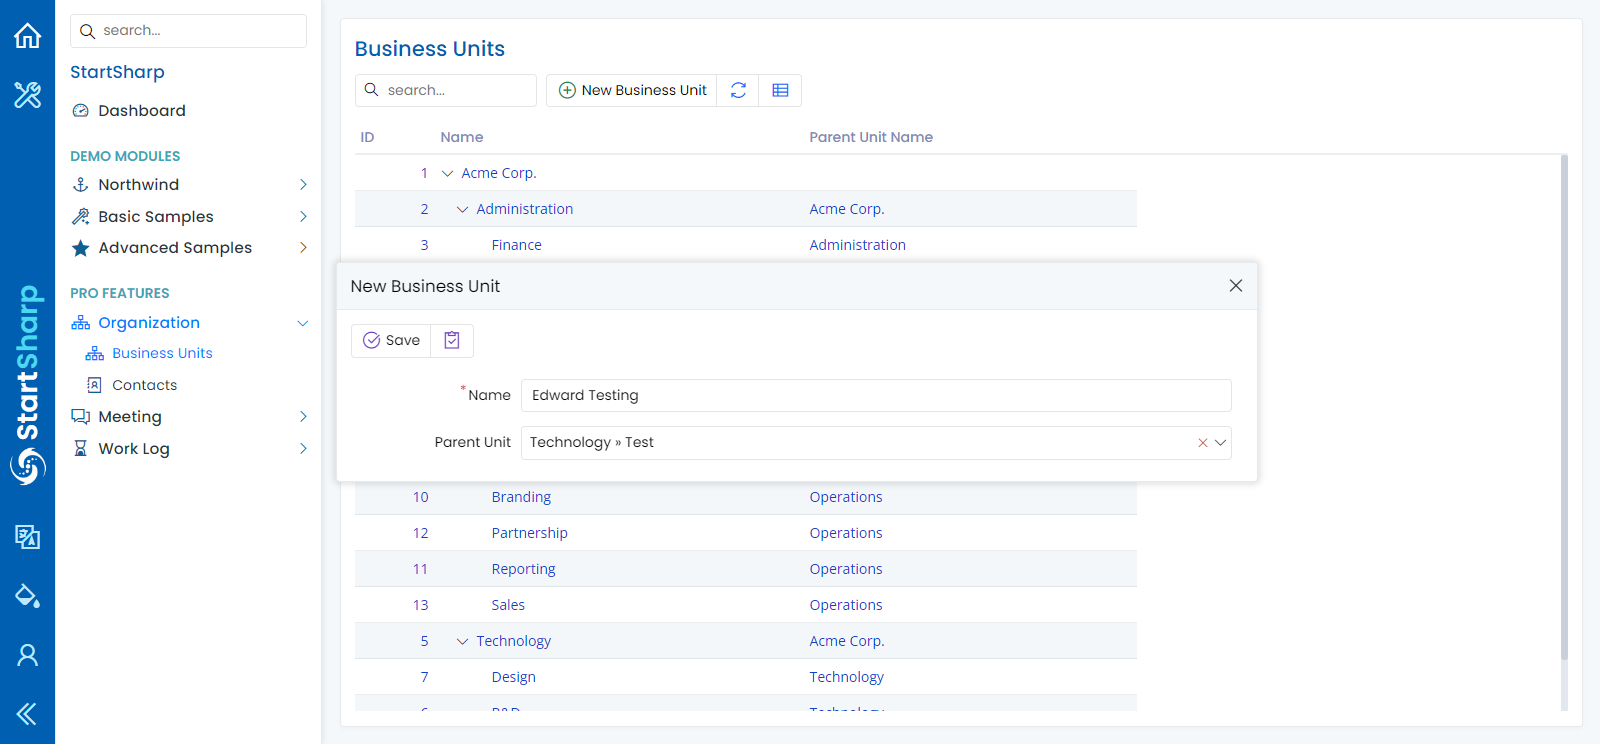 StartSharp
search...
StartSharp
Dashboard
DEMO MODULES
Northwind
Basic Samples
Advanced Samples
PRO FEATURES
Organization
Business Units
Contacts
Meeting
Work Log
Business Units
search...
New Business Unit
ID Name Parent Unit Name
1 Acme Corp.
2 Administration Acme Corp.
3 Finance Administration
New Business Unit
Save
*Name Edward Testing
Parent Unit Technology » Test
10 Branding Operations
12 Partnership Operations
11 Reporting Operations
13 Sales Operations
5 Technology Acme Corp.
7 Design Technology
6 R&D Technology